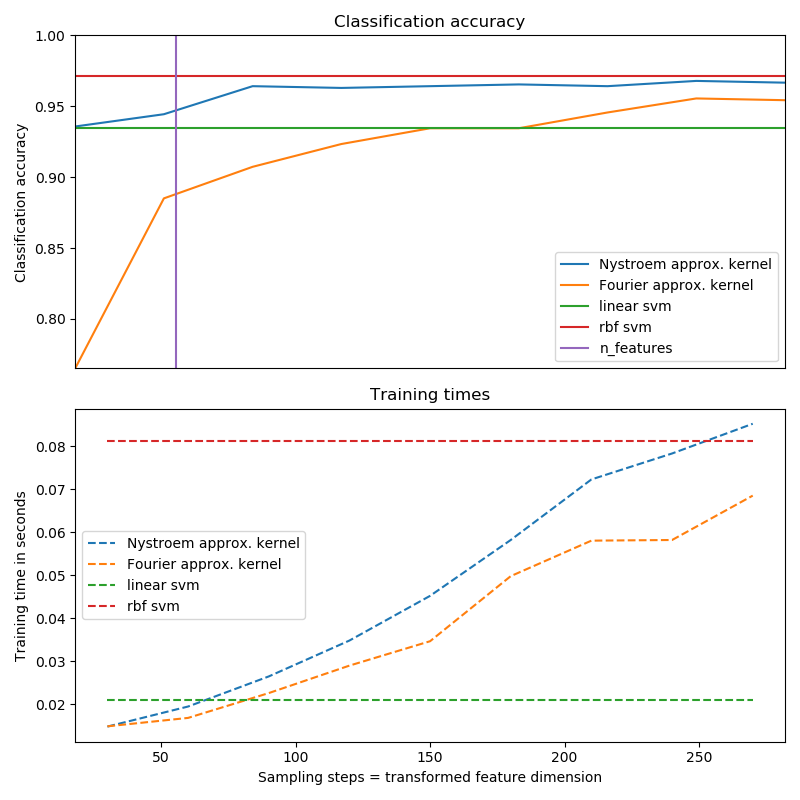 Classification accuracy
1.00
0.95
0.90
0.85
0.80
Classification accuracy
Nystroem approx. kernel
Fourier approx. kernel
linear svm
rbf svm
n_features
Training times
0.08
0.07
0.06
0.05
0.04
0.03
0.02
Training time in seconds
Nystroem approx. kernel
Fourier approx. kernel
linear svm
rbf svm
50 100 150 200 250
Sampling steps = transformed feature dimension